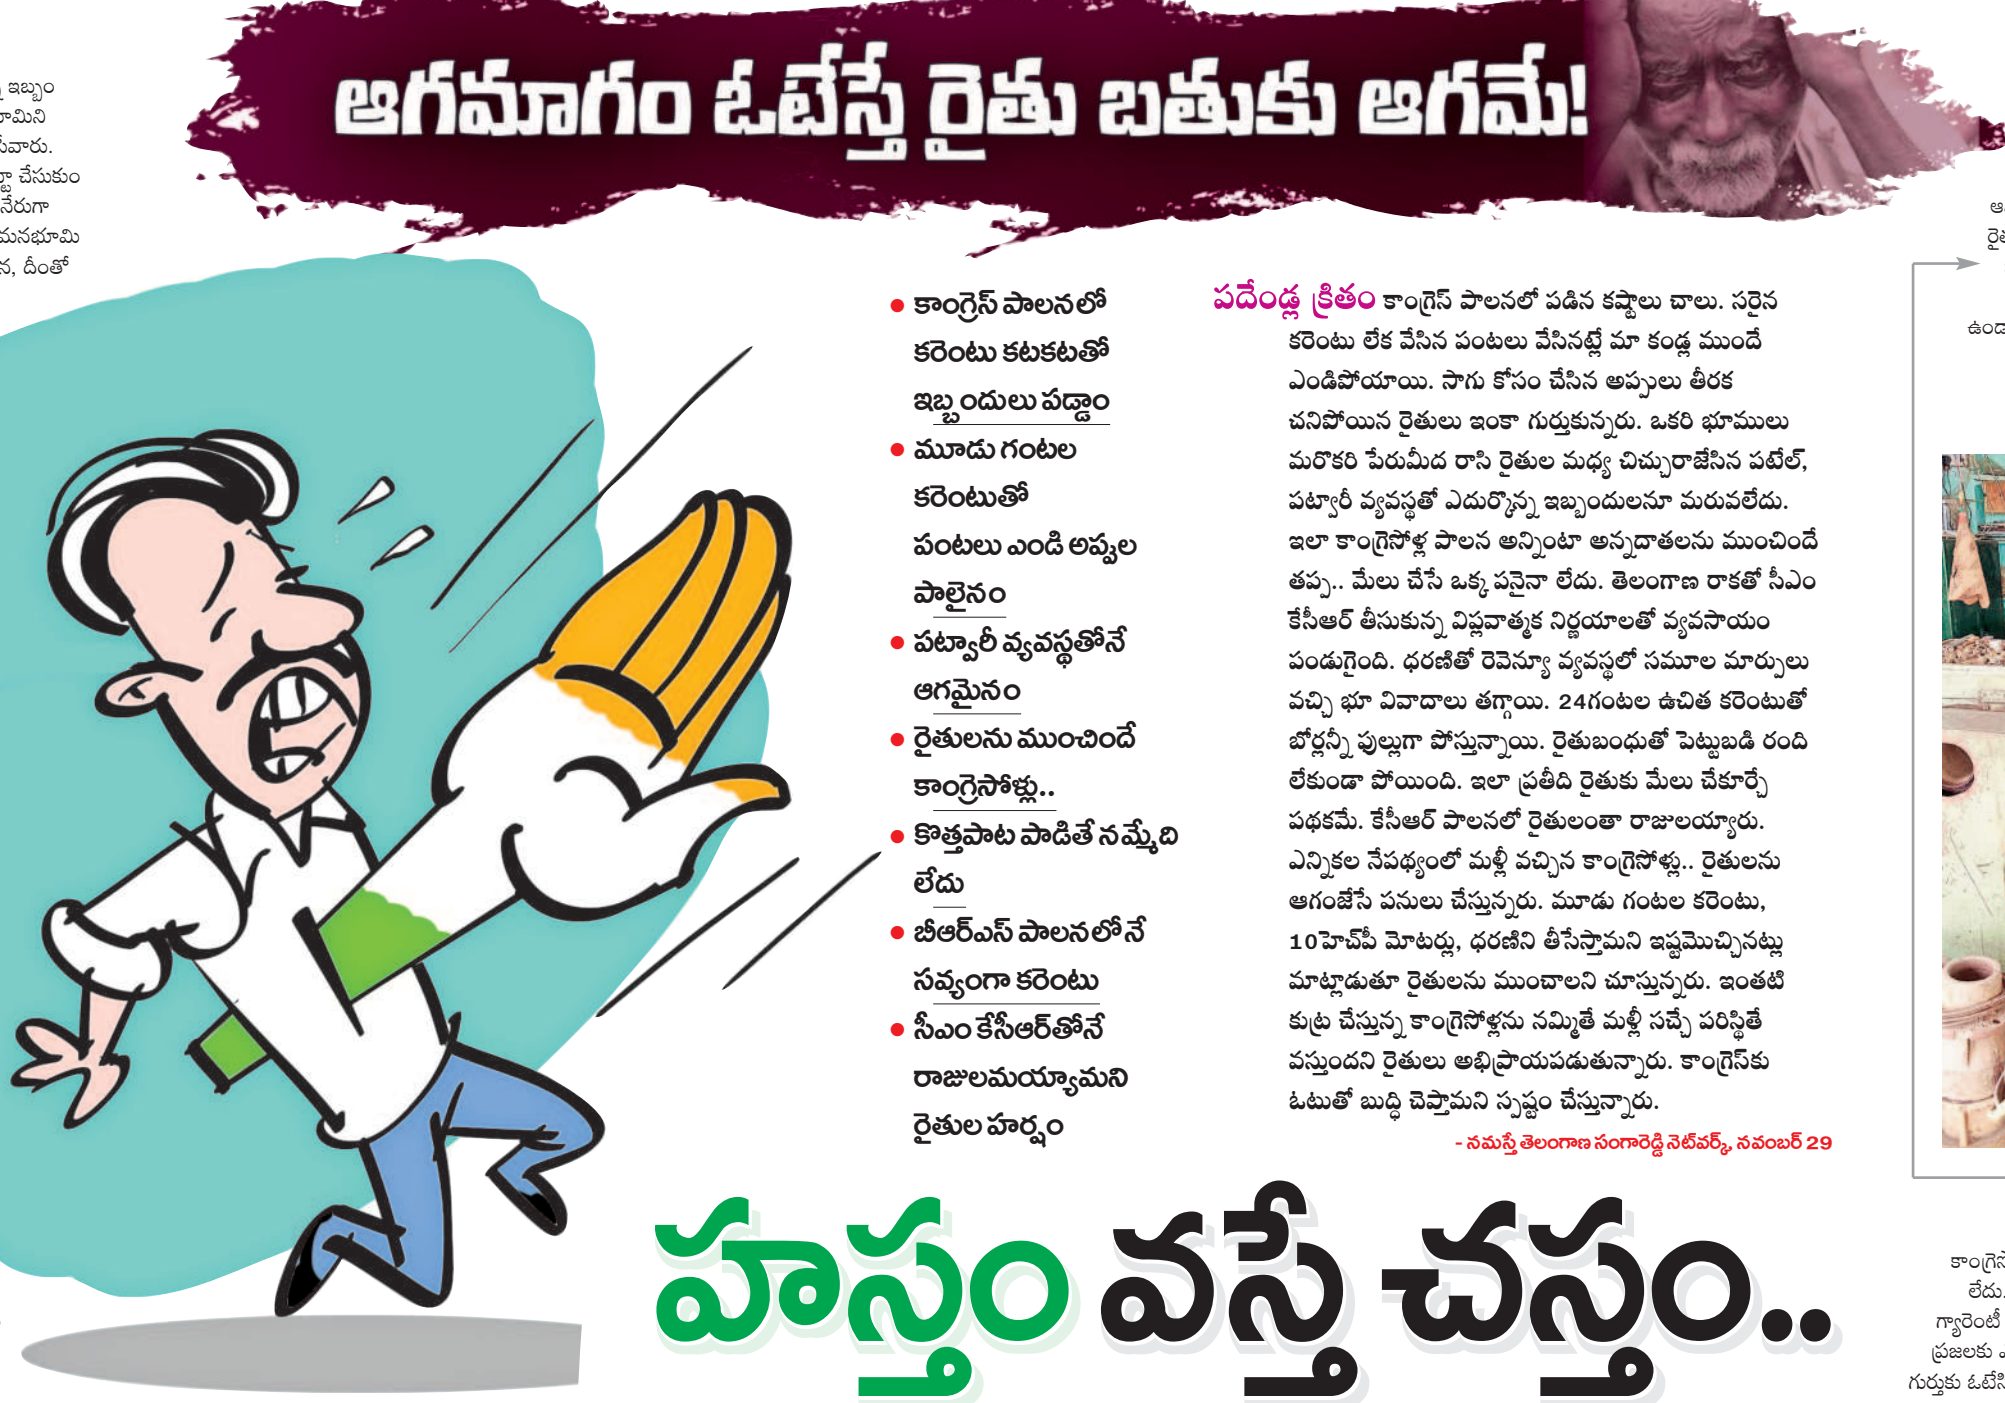 ఆగమాగం ఓటేస్తే రైతు బతుకు ఆగమే!
ఇబ్బం
చేసుకుం
నేరుగా
మనభూమి
దీంతో
• కాంగ్రెస్ పాలనలో
కరెంటు కటకటతో
ఇబ్బందులు పడ్డాం
• మూడు గంటల
కరెంటుతో
పంటలు ఎండి అప్పుల
పాలైనం
• పట్వారీ వ్యవస్థతోనే
ఆగమైనం
• రైతులను ముంచిందే
కాంగ్రెసోళ్లు..
• కొత్తపాట పాడితే నమ్మేది
లేదు
• బీఆర్ఎస్ పాలనలోనే
సవ్యంగా కరెంటు
• సీఎం కేసీఆర్‌తోనే
రాజులమయ్యామని
రైతుల హర్షం
పదేండ్ల క్రితం కాంగ్రెస్ పాలనలో పడిన కష్టాలు చాలు. సరైన
కరెంటు లేక వేసిన పంటలు వేసినట్లే మా కండ్ల ముందే
ఎండిపోయాయి. సాగు కోసం చేసిన అప్పులు తీరక
చనిపోయిన రైతులు ఇంకా గుర్తుకున్నరు. ఒకరి భూములు
మరొకరి పేరుమీద రాసి రైతుల మధ్య చిచ్చురాజేసిన పటేల్,
పట్వారీ వ్యవస్థతో ఎదుర్కొన్న ఇబ్బందులనూ మరువలేదు.
ఇలా కాంగ్రెసోళ్ల పాలన అన్నింటా అన్నదాతలను ముంచిందే
తప్ప.. మేలు చేసే ఒక్క పనైనా లేదు. తెలంగాణ రాకతో సీఎం
కేసీఆర్ తీసుకున్న విప్లవాత్మక నిర్ణయాలతో వ్యవసాయం
పండుగైంది. ధరణితో రెవెన్యూ వ్యవస్థలో సమూల మార్పులు
వచ్చి భూ వివాదాలు తగ్గాయి. 24గంటల ఉచిత కరెంటుతో
బోర్లన్నీ ఫుల్లుగా పోస్తున్నాయి. రైతుబంధుతో పెట్టుబడి రంది
లేకుండా పోయింది. ఇలా ప్రతీది రైతుకు మేలు చేకూర్చే
పథకమే. కేసీఆర్ పాలనలో రైతులంతా రాజులయ్యారు.
ఎన్నికల నేపథ్యంలో మళ్లీ వచ్చిన కాంగ్రెసోళ్లు.. రైతులను
ఆగంజేసే పనులు చేస్తున్నరు. మూడు గంటల కరెంటు,
10హెచ్‌పీ మోటర్లు, ధరణిని తీసేస్తామని ఇష్టమొచ్చినట్లు
మాట్లాడుతూ రైతులను ముంచాలని చూస్తున్నరు. ఇంతటి
కుట్ర చేస్తున్న కాంగ్రెసోళ్లను నమ్మితే మళ్లీ సచ్చే పరిస్థితే
వస్తుందని రైతులు అభిప్రాయపడుతున్నారు. కాంగ్రెస్‌కు
ఓటుతో బుద్ధి చెప్తామని స్పష్టం చేస్తున్నారు.
- నమస్తే తెలంగాణ సంగారెడ్డి నెట్‌వర్క్, నవంబర్ 29
హస్తం వస్తే చస్తం..
లేదు.
గ్యారెంటీ
ప్రజలకు
గుర్తుకు